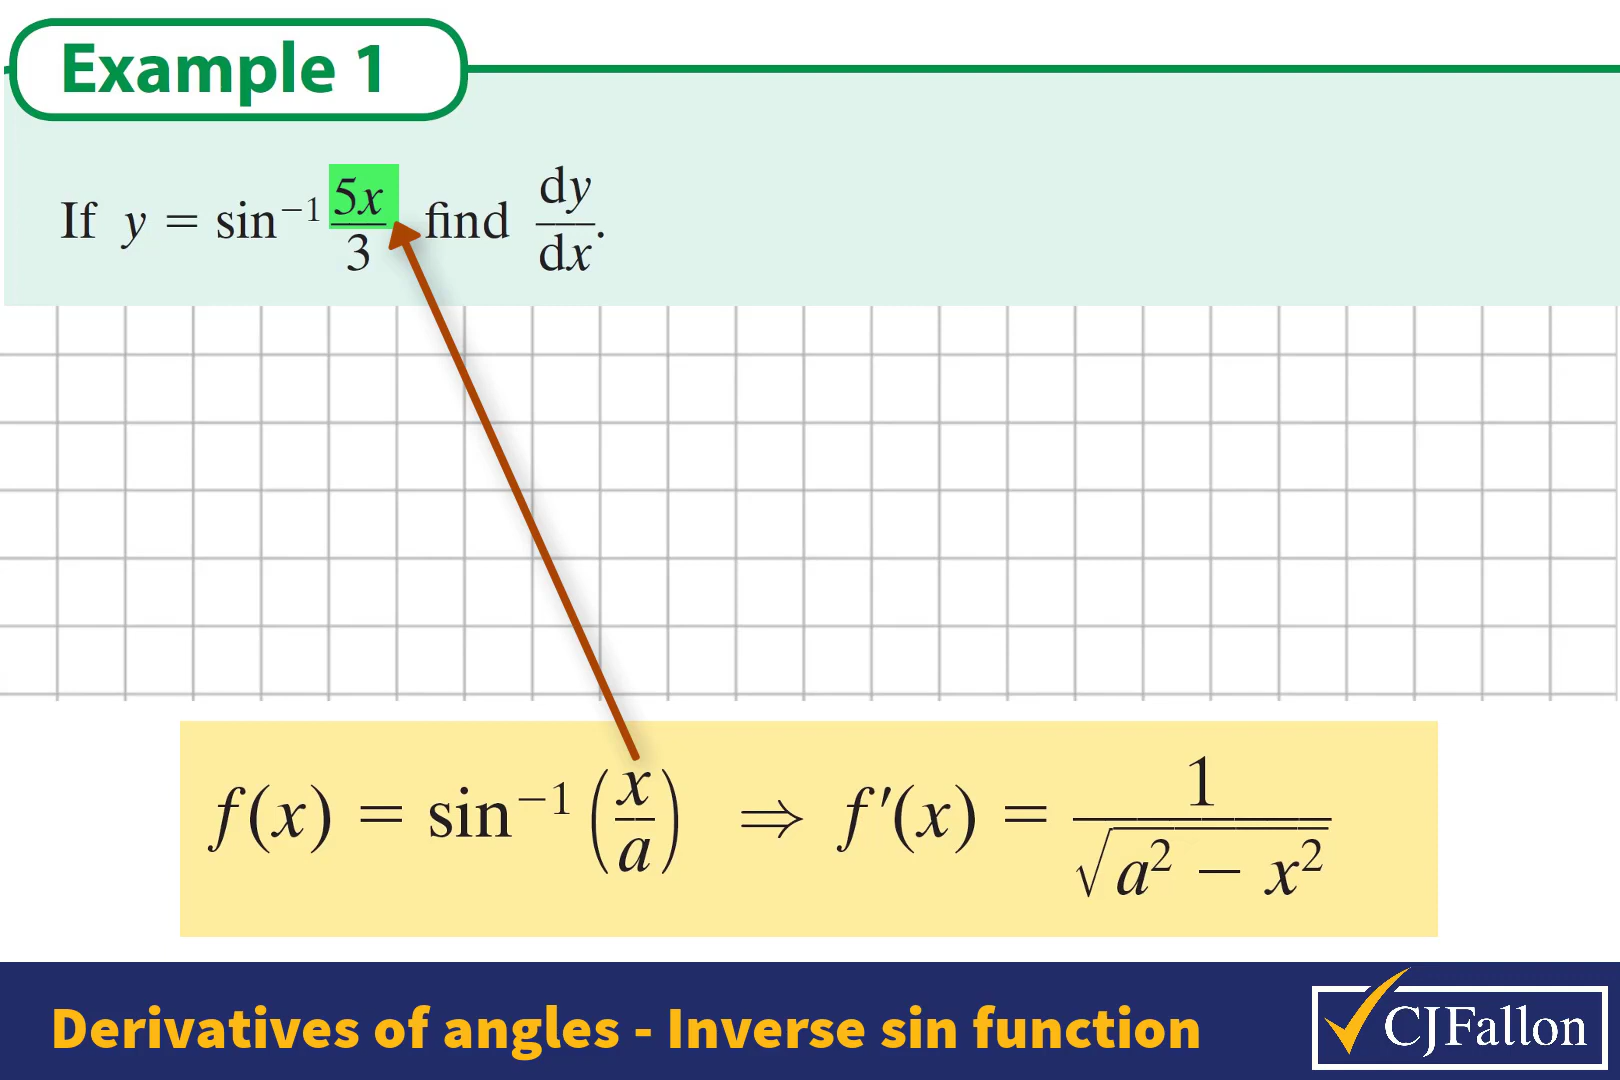 Example 1
If y = sin⁻¹ 5x/3 find dy/dx.
f(x) = sin⁻¹ (x/a) ⇒ f′(x) = 1/√(a² − x²)
Derivatives of angles - Inverse sin function
CJFallon